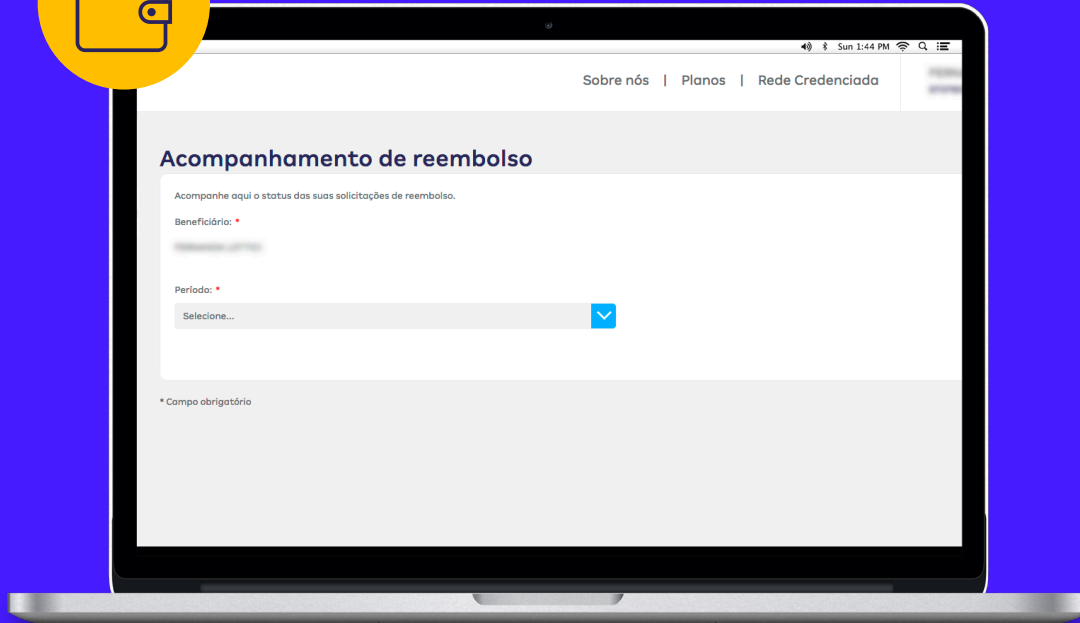 Sun 1:44 PM
Sobre nós | Planos | Rede Credenciada
Acompanhamento de reembolso
Acompanhe aqui o status das suas solicitações de reembolso.
Beneficiário: *
Período: *
Selecione...
* Campo obrigatório